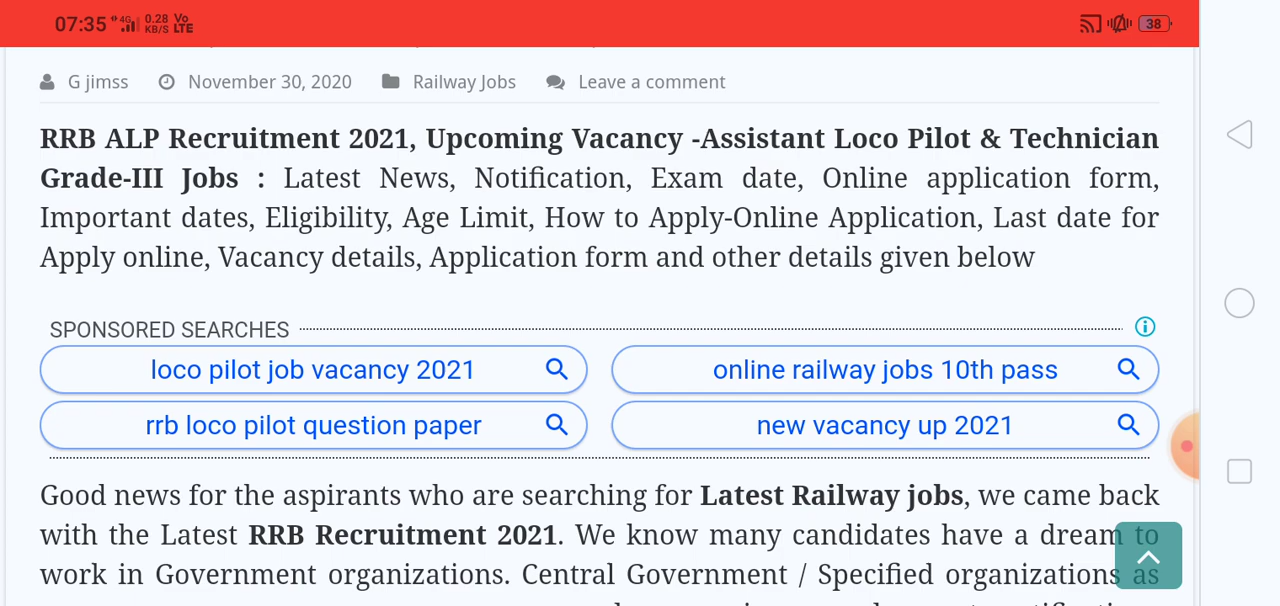 07:35 4G 0.28 KB/S Vo LTE 38
G jimss November 30, 2020 Railway Jobs Leave a comment
RRB ALP Recruitment 2021, Upcoming Vacancy -Assistant Loco Pilot & Technician
Grade-III Jobs : Latest News, Notification, Exam date, Online application form,
Important dates, Eligibility, Age Limit, How to Apply-Online Application, Last date for
Apply online, Vacancy details, Application form and other details given below
SPONSORED SEARCHES
loco pilot job vacancy 2021
online railway jobs 10th pass
rrb loco pilot question paper
new vacancy up 2021
Good news for the aspirants who are searching for Latest Railway jobs, we came back
with the Latest RRB Recruitment 2021. We know many candidates have a dream to
work in Government organizations. Central Government / Specified organizations as